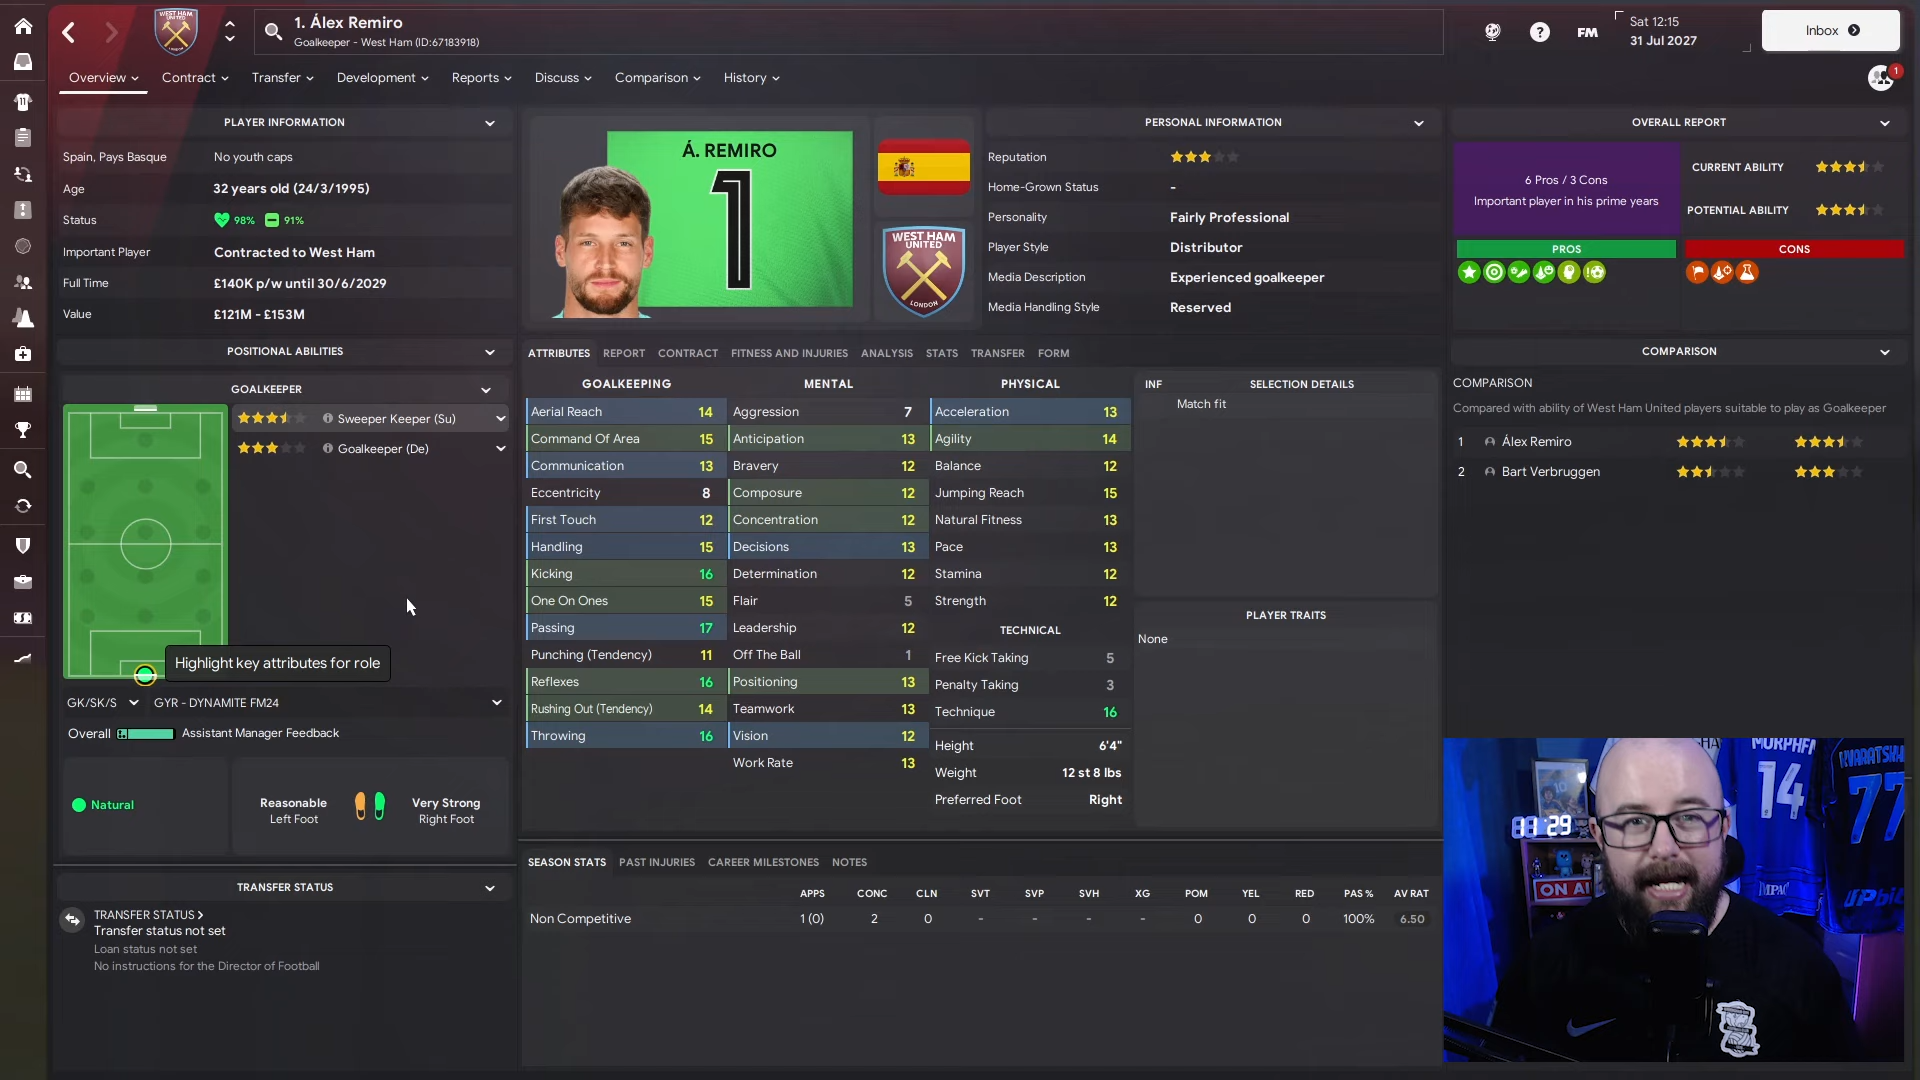 1. Álex Remiro
Goalkeeper - West Ham (ID:67183918)
Sat 12:15
31 Jul 2027
FM
Inbox
Overview
Contract
Transfer
Development
Reports
Discuss
Comparison
History
1
PLAYER INFORMATION
Spain, Pays Basque No youth caps
Age 32 years old (24/3/1995)
Status 98% 91%
Important Player Contracted to West Ham
Full Time £140K p/w until 30/6/2029
Value £121M - £153M
POSITIONAL ABILITIES
GOALKEEPER
Sweeper Keeper (Su)
Goalkeeper (De)
Highlight key attributes for role
GK/SK/S GYR - DYNAMITE FM24
Overall Assistant Manager Feedback
Natural
Reasonable
Left Foot
Very Strong
Right Foot
TRANSFER STATUS
TRANSFER STATUS >
Transfer status not set
Loan status not set
No instructions for the Director of Football
Á. REMIRO
1
WEST HAM
UNITED
LONDON
PERSONAL INFORMATION
Reputation
Home-Grown Status -
Personality Fairly Professional
Player Style Distributor
Media Description Experienced goalkeeper
Media Handling Style Reserved
ATTRIBUTES REPORT CONTRACT FITNESS AND INJURIES ANALYSIS STATS TRANSFER FORM
GOALKEEPING
Aerial Reach 14
Command Of Area 15
Communication 13
Eccentricity 8
First Touch 12
Handling 15
Kicking 16
One On Ones 15
Passing 17
Punching (Tendency) 11
Reflexes 16
Rushing Out (Tendency) 14
Throwing 16
MENTAL
Aggression 7
Anticipation 13
Bravery 12
Composure 12
Concentration 12
Decisions 13
Determination 12
Flair 5
Leadership 12
Off The Ball 1
Positioning 13
Teamwork 13
Vision 12
Work Rate 13
PHYSICAL
Acceleration 13
Agility 14
Balance 12
Jumping Reach 15
Natural Fitness 13
Pace 13
Stamina 12
Strength 12
TECHNICAL
Free Kick Taking 5
Penalty Taking 3
Technique 16
Height 6'4"
Weight 12 st 8 lbs
Preferred Foot Right
INF SELECTION DETAILS
Match fit
PLAYER TRAITS
None
SEASON STATS PAST INJURIES CAREER MILESTONES NOTES
APPS CONC CLN SVT SVP SVH XG POM YEL RED PAS % AV RAT
Non Competitive 1 (0) 2 0 - - - - 0 0 0 100% 6.50
OVERALL REPORT
6 Pros / 3 Cons
Important player in his prime years
CURRENT ABILITY
POTENTIAL ABILITY
PROS
CONS
COMPARISON
COMPARISON
Compared with ability of West Ham United players suitable to play as Goalkeeper
1 Álex Remiro
2 Bart Verbruggen
14
77
11 29
ON AI